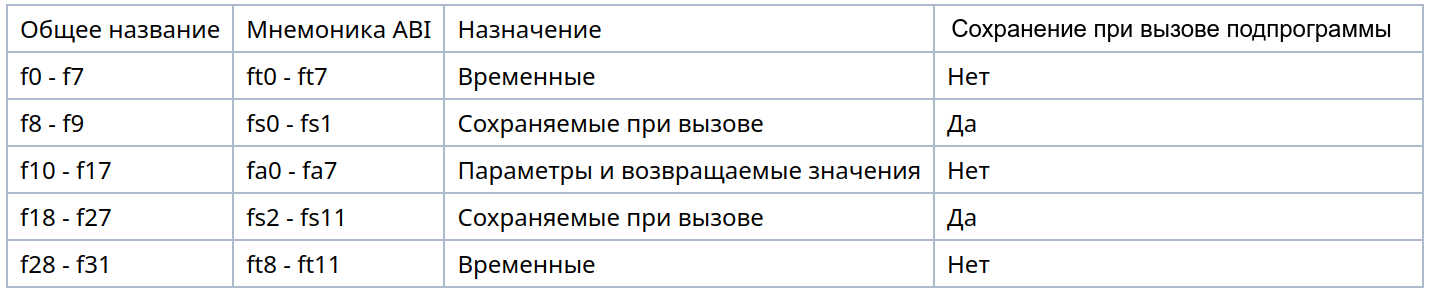 Общее название Мнемоника ABI Назначение Сохранение при вызове подпрограммы
f0 - f7 ft0 - ft7 Временные Нет
f8 - f9 fs0 - fs1 Сохраняемые при вызове Да
f10 - f17 fa0 - fa7 Параметры и возвращаемые значения Нет
f18 - f27 fs2 - fs11 Сохраняемые при вызове Да
f28 - f31 ft8 - ft11 Временные Нет